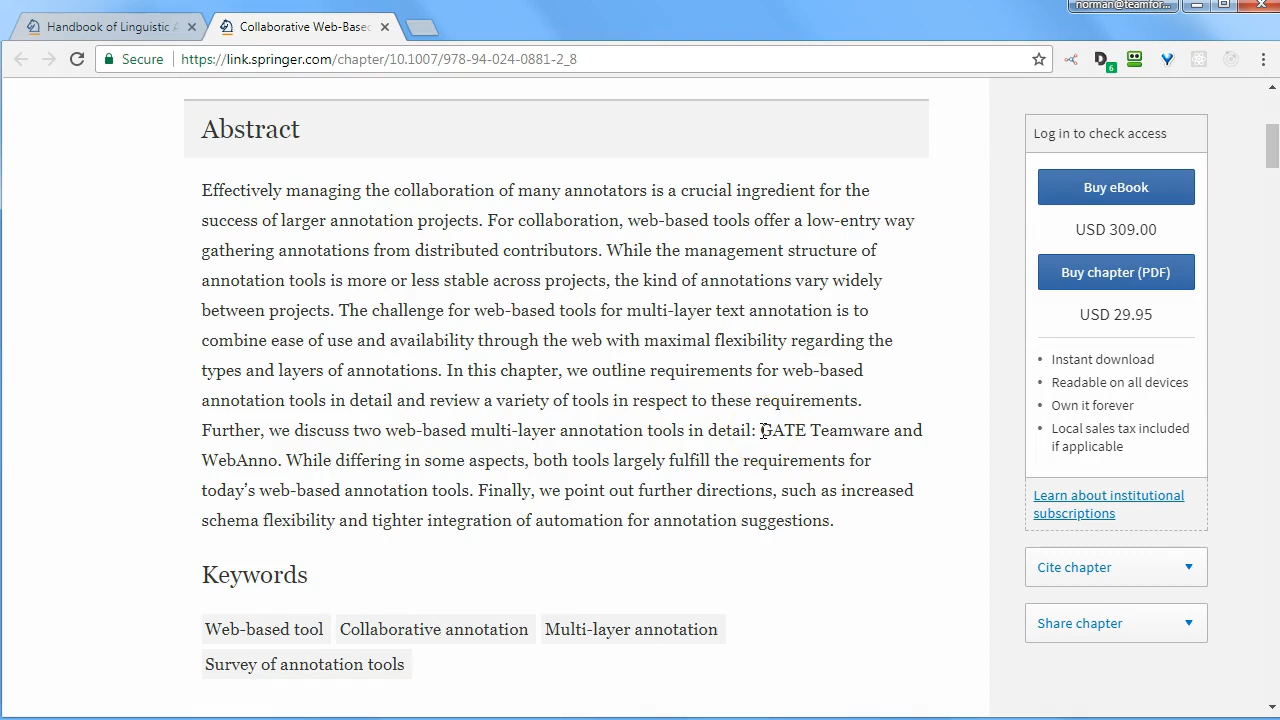 norman@teamfor...
Handbook of Linguistic
Collaborative Web-Based
Secure
https://link.springer.com/chapter/10.1007/978-94-024-0881-2_8
6
Abstract
Effectively managing the collaboration of many annotators is a crucial ingredient for the
success of larger annotation projects. For collaboration, web-based tools offer a low-entry way
gathering annotations from distributed contributors. While the management structure of
annotation tools is more or less stable across projects, the kind of annotations vary widely
between projects. The challenge for web-based tools for multi-layer text annotation is to
combine ease of use and availability through the web with maximal flexibility regarding the
types and layers of annotations. In this chapter, we outline requirements for web-based
annotation tools in detail and review a variety of tools in respect to these requirements.
Further, we discuss two web-based multi-layer annotation tools in detail: GATE Teamware and
WebAnno. While differing in some aspects, both tools largely fulfill the requirements for
today's web-based annotation tools. Finally, we point out further directions, such as increased
schema flexibility and tighter integration of automation for annotation suggestions.
Keywords
Web-based tool Collaborative annotation Multi-layer annotation
Survey of annotation tools
Log in to check access
Buy eBook
USD 309.00
Buy chapter (PDF)
USD 29.95
• Instant download
• Readable on all devices
• Own it forever
• Local sales tax included
if applicable
Learn about institutional
subscriptions
Cite chapter
Share chapter